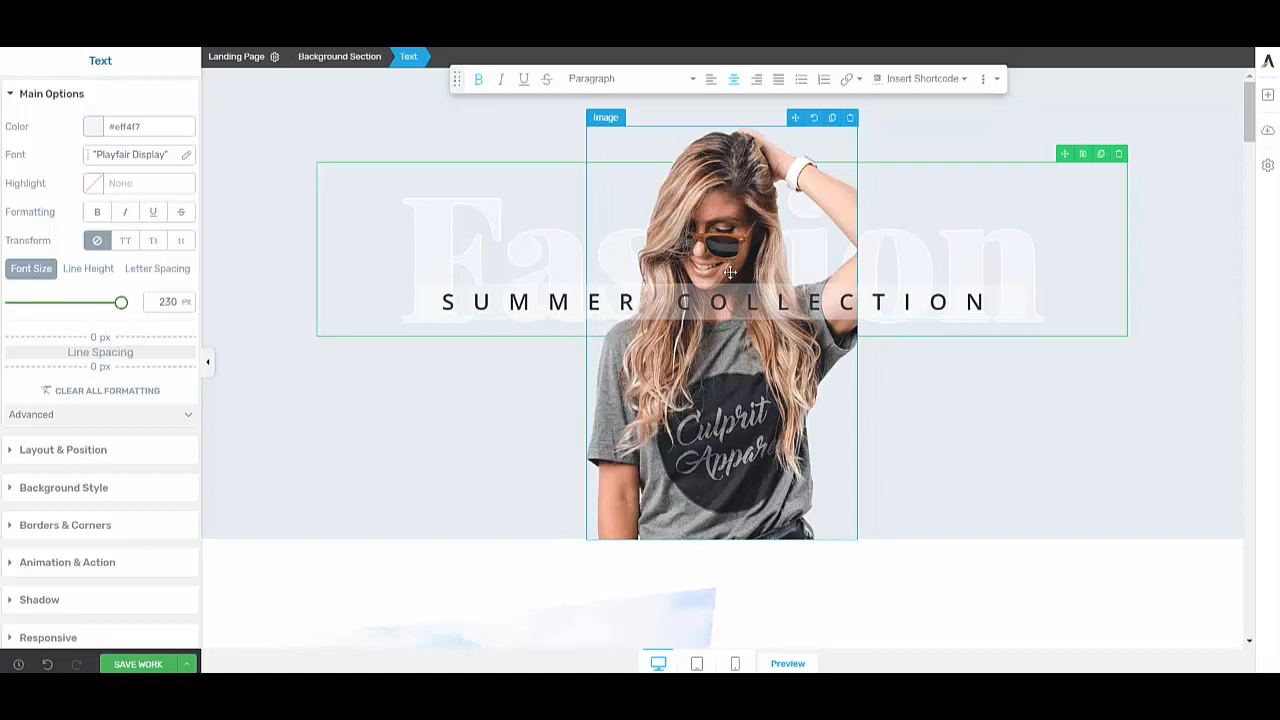 Text
Landing Page
Background Section
Text
B I U S Paragraph Insert Shortcode
Main Options
Color #eff4f7
Font "Playfair Display"
Highlight None
Formatting B I U S
Transform TT Tt tt
Font Size Line Height Letter Spacing
230 PX
0 px
Line Spacing
0 px
CLEAR ALL FORMATTING
Advanced
Layout & Position
Background Style
Borders & Corners
Animation & Action
Shadow
Responsive
SAVE WORK
Image
Fas ion
SUMMER COLLECTION
Culprit
Appare
Preview